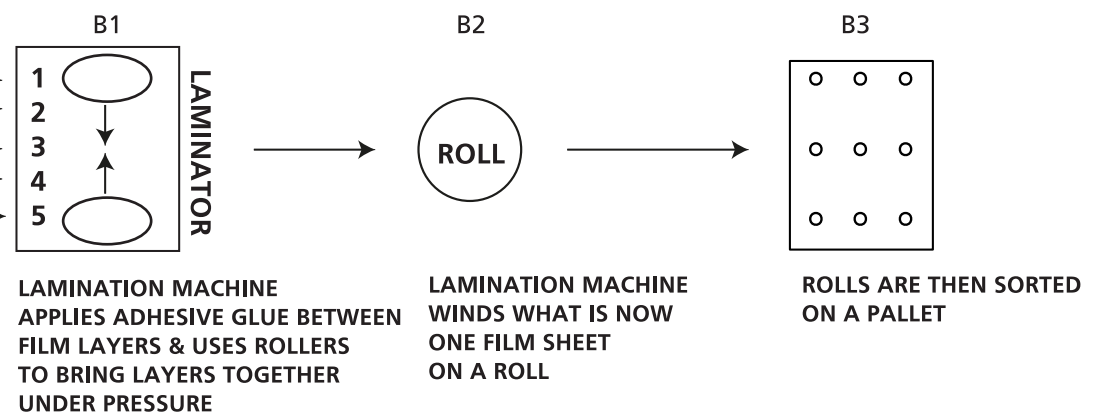 B1
1
2
3
4
5
LAMINATOR
LAMINATION MACHINE
APPLIES ADHESIVE GLUE BETWEEN
FILM LAYERS & USES ROLLERS
TO BRING LAYERS TOGETHER
UNDER PRESSURE
B2
ROLL
LAMINATION MACHINE
WINDS WHAT IS NOW
ONE FILM SHEET
ON A ROLL
B3
ROLLS ARE THEN SORTED
ON A PALLET